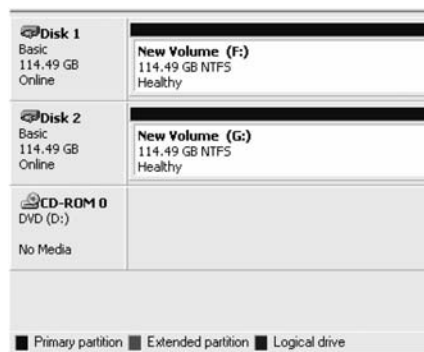 Disk 1
Basic
114.49 GB
Online
New Volume (F:)
114.49 GB NTFS
Healthy
Disk 2
Basic
114.49 GB
Online
New Volume (G:)
114.49 GB NTFS
Healthy
CD-ROM 0
DVD (D:)
No Media
Primary partition Extended partition Logical drive